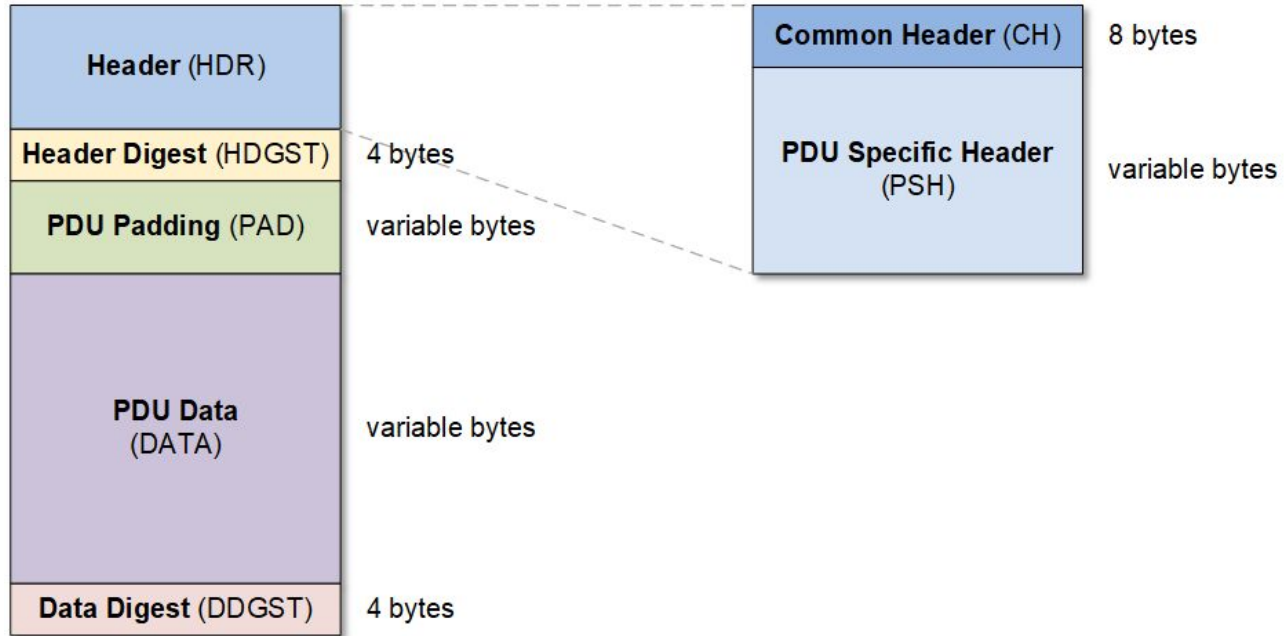 Header (HDR)
Header Digest (HDGST) 4 bytes
PDU Padding (PAD) variable bytes
PDU Data
(DATA)
variable bytes
Data Digest (DDGST) 4 bytes
Common Header (CH) 8 bytes
PDU Specific Header
(PSH)
variable bytes